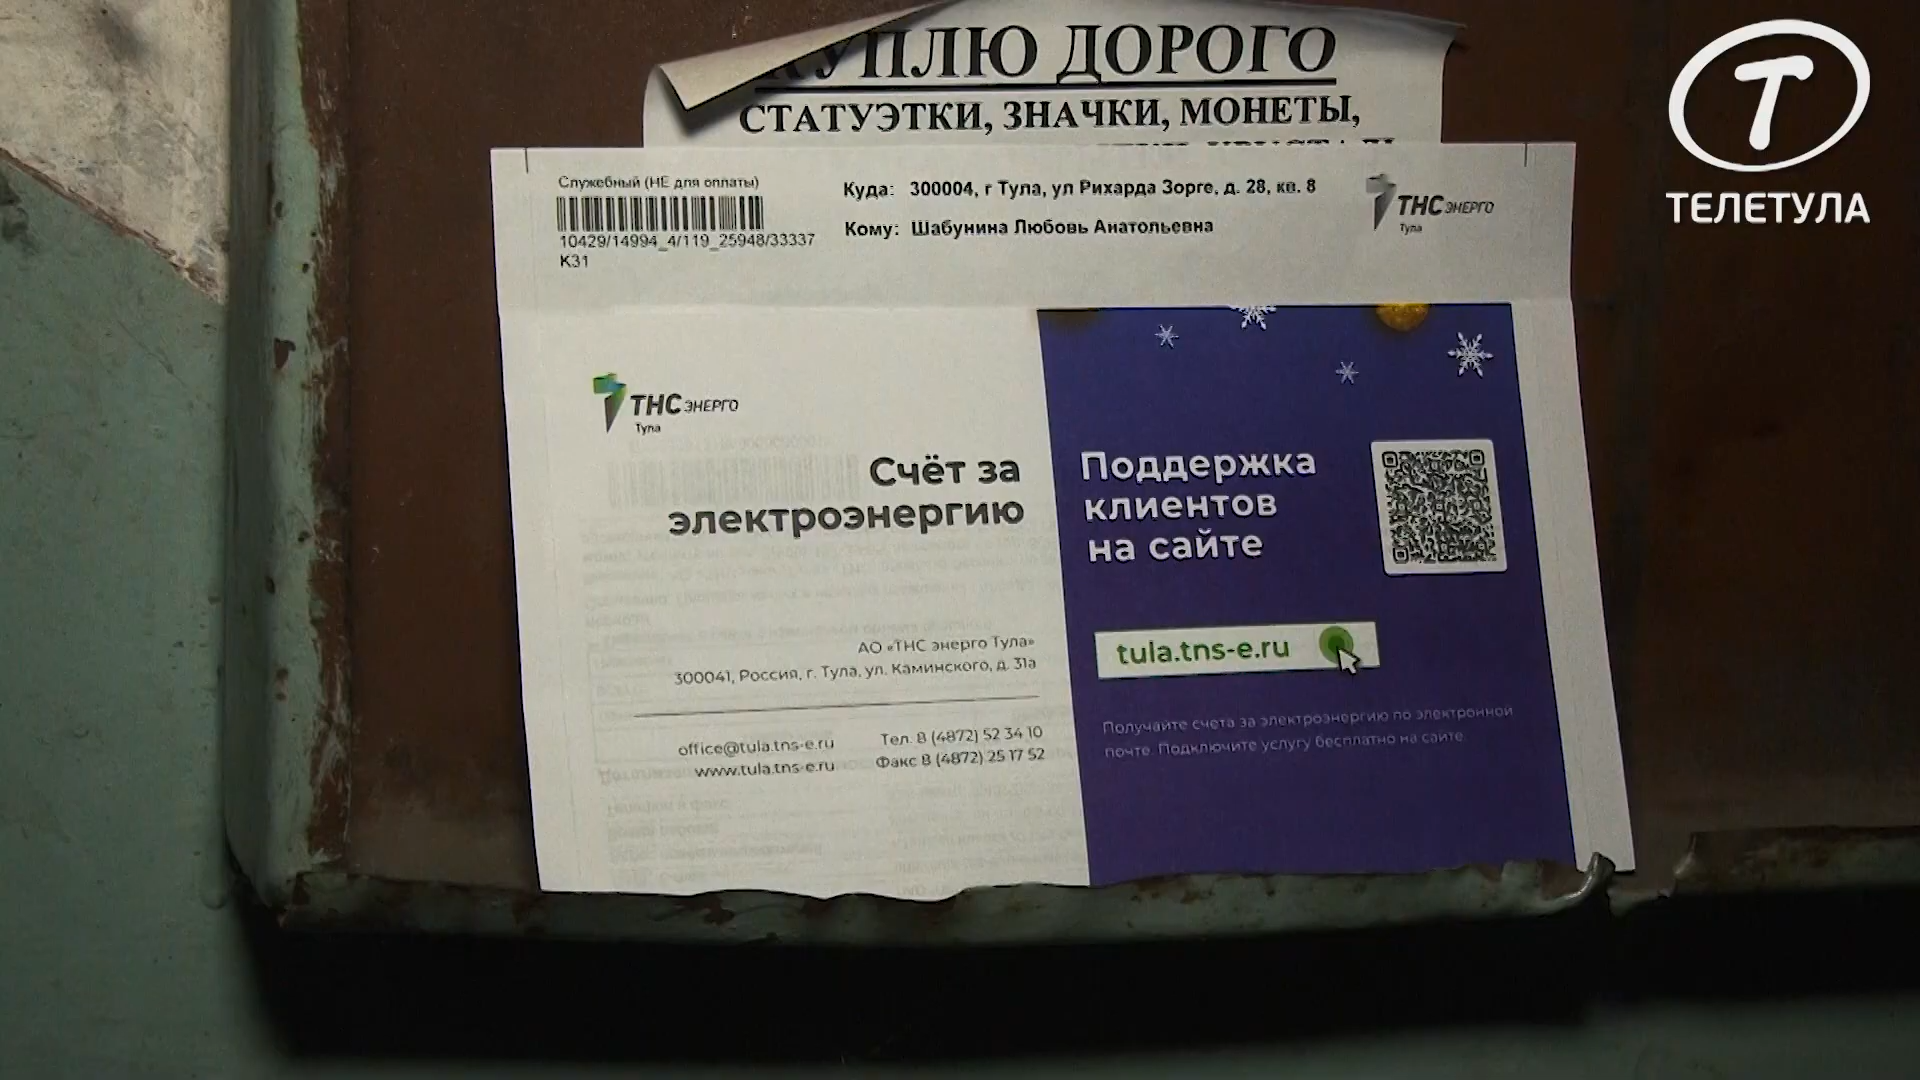 КУПЛЮ ДОРОГО
СТАТУЭТКИ, ЗНАЧКИ, МОНЕТЫ,
Т
ТЕЛЕТУЛА
Служебный (НЕ для оплаты)
10429/14994_4/119_25948/33337
К31
Куда: 300004, г Тула, ул Рихарда Зорге, д. 28, кв. 8
Кому: Шабунина Любовь Анатольевна
ТНС энерго
Тула
ТНС энерго
Тула
Счёт за
электроэнергию
АО «ТНС энерго Тула»
300041, Россия, г. Тула, ул. Каминского, д. 31а
office@tula.tns-e.ru
www.tula.tns-e.ru
Тел. 8 (4872) 52 34 10
Факс 8 (4872) 25 17 52
Поддержка
клиентов
на сайте
tula.tns-e.ru
Получайте счета за электроэнергию по электронной
почте. Подключите услугу бесплатно на сайте.